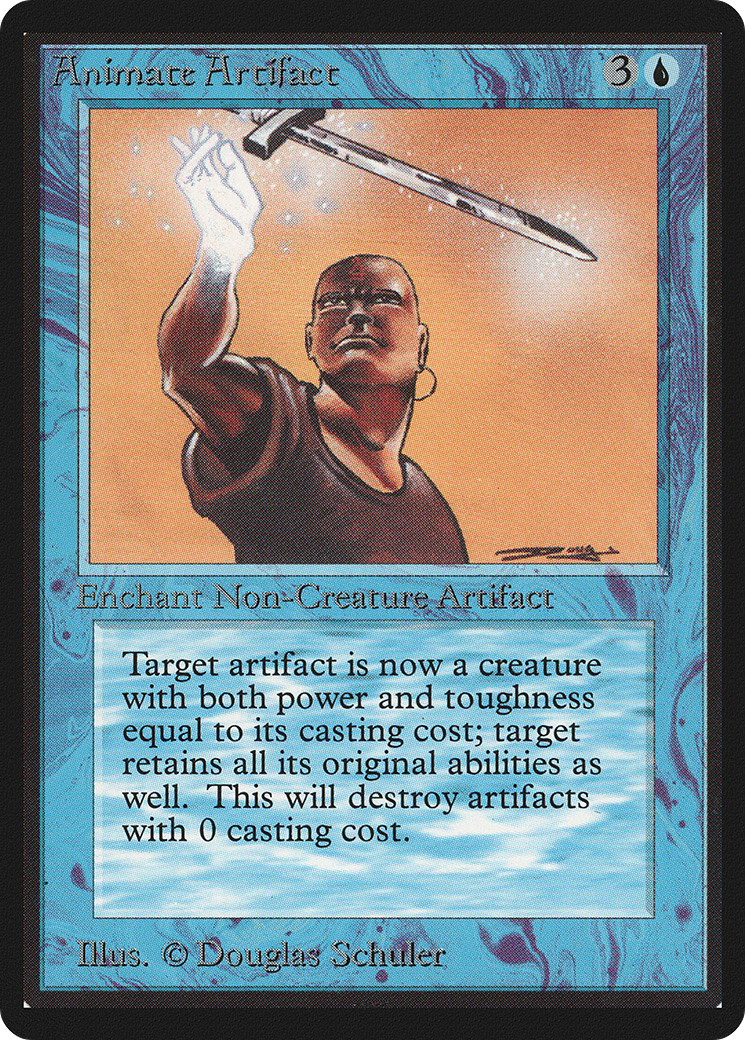 Animate Artifact 3
Enchant Non-Creature Artifact
Target artifact is now a creature
with both power and toughness
equal to its casting cost; target
retains all its original abilities as
well. This will destroy artifacts
with 0 casting cost.
Illus. © Douglas Schuler